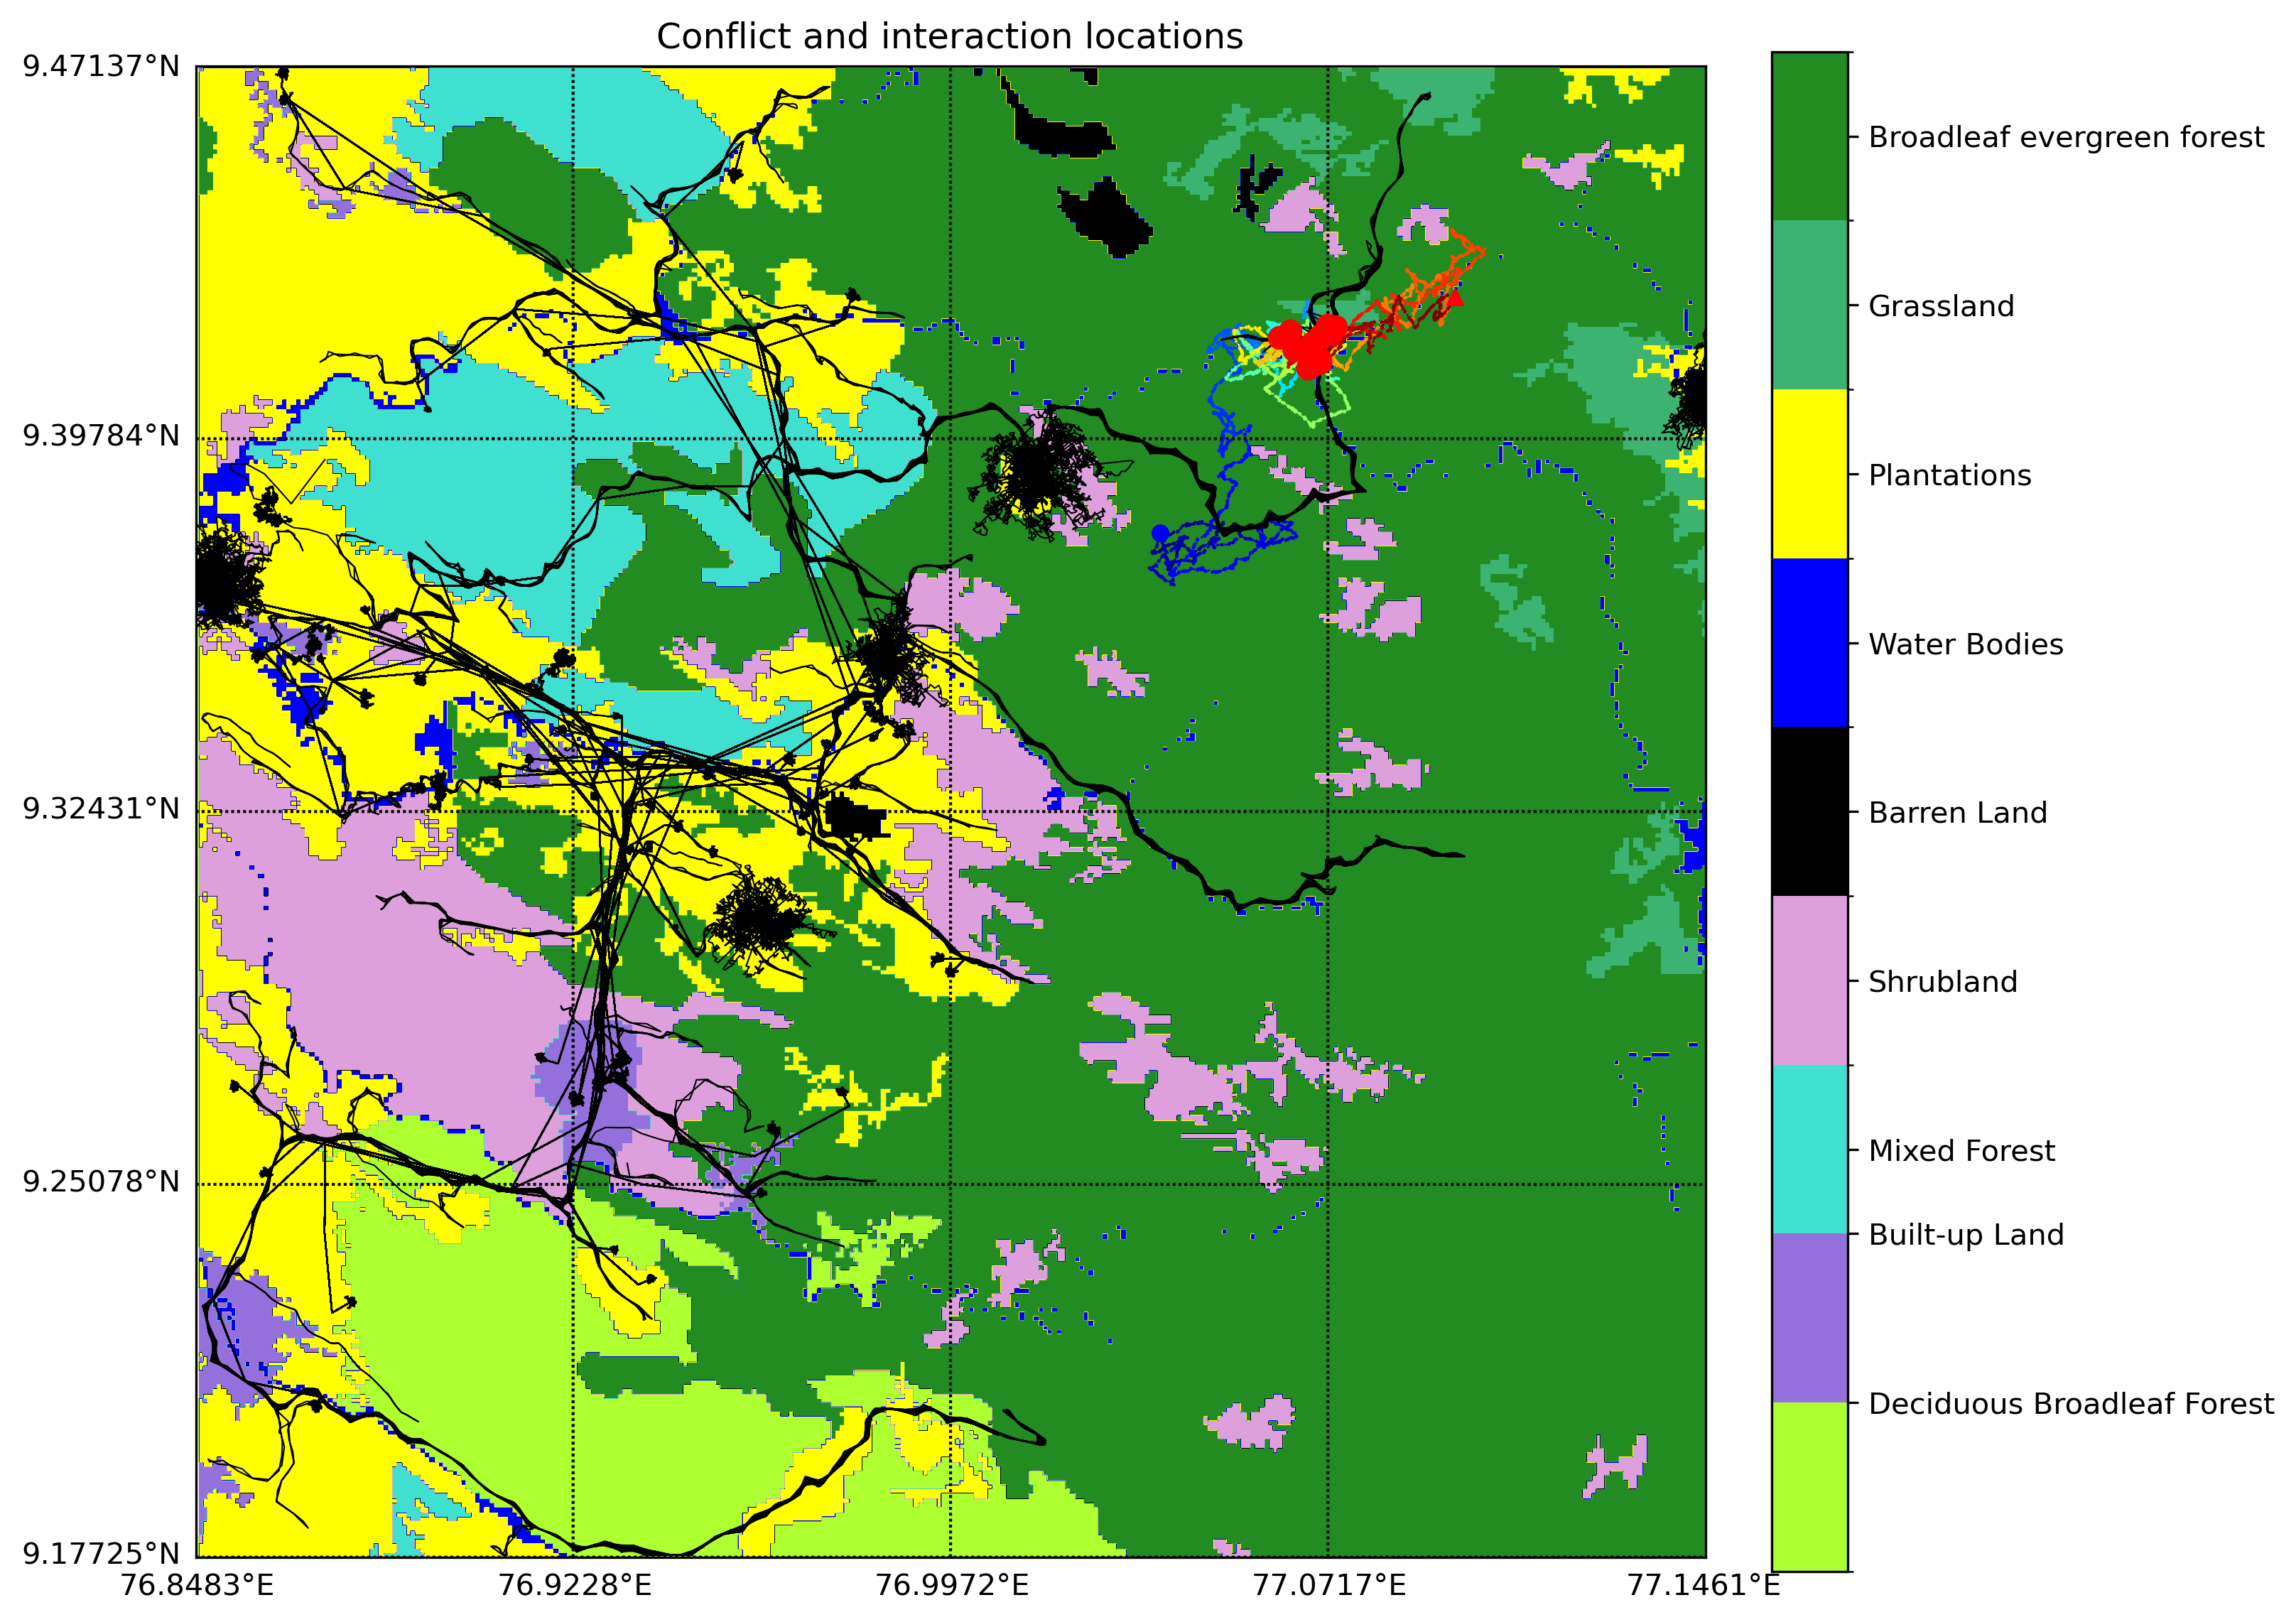 Conflict and interaction locations
9.47137°N
9.39784°N
9.32431°N
9.25078°N
9.17725°N
76.8483°E
76.9228°E
76.9972°E
77.0717°E
77.1461°E
Broadleaf evergreen forest
Grassland
Plantations
Water Bodies
Barren Land
Shrubland
Mixed Forest
Built-up Land
Deciduous Broadleaf Forest